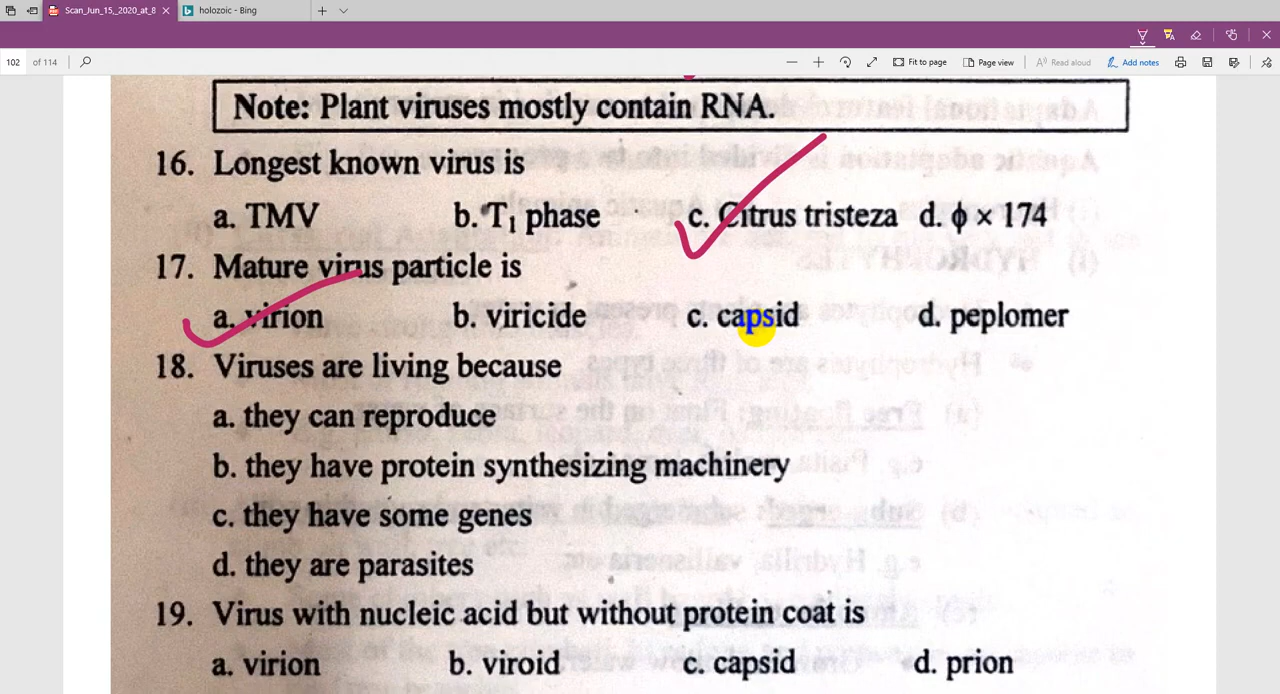 Scan_Jun_15,_2020_at_8
holozoic - Bing
102 of 114
Fit to page
Page view
Read aloud
Add notes
Note: Plant viruses mostly contain RNA.
16. Longest known virus is
a. TMV b. T1 phase c. Citrus tristeza d. ϕ × 174
17. Mature virus particle is
a. virion b. viricide c. capsid d. peplomer
18. Viruses are living because
a. they can reproduce
b. they have protein synthesizing machinery
c. they have some genes
d. they are parasites
19. Virus with nucleic acid but without protein coat is
a. virion b. viroid c. capsid d. prion